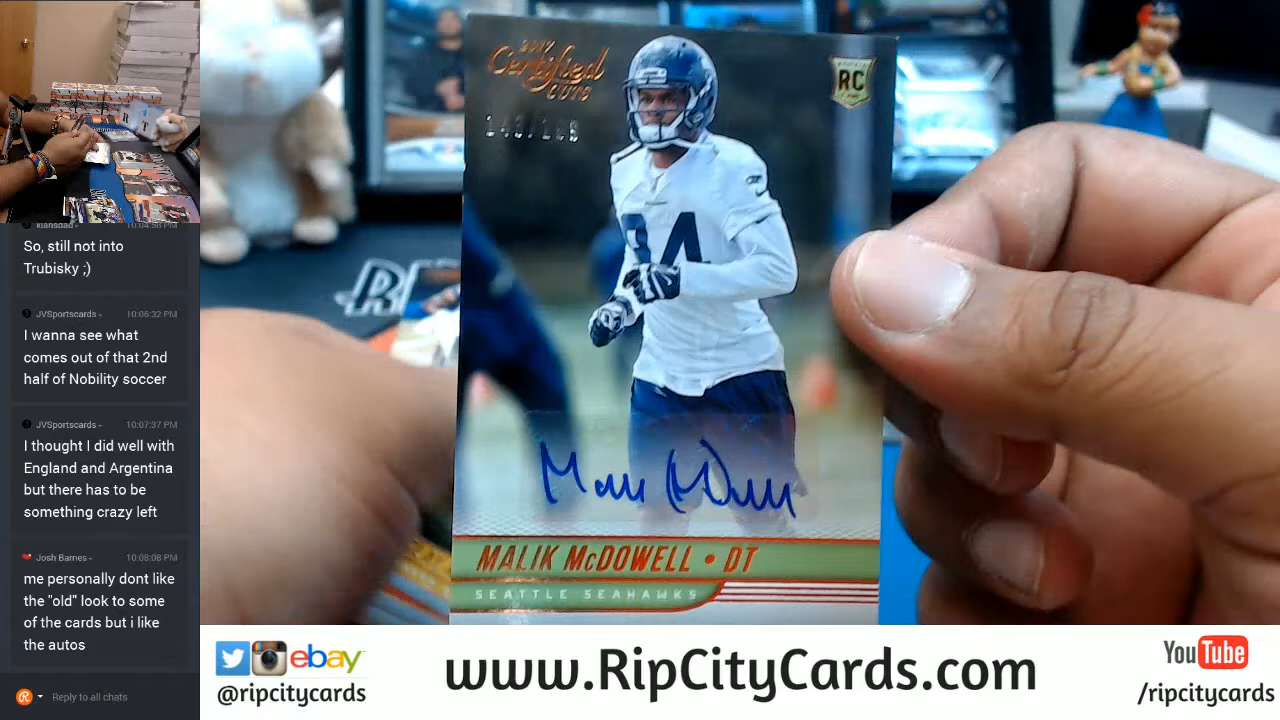 klansdad
10:04:58 PM
So, still not into
Trubisky ;)
JVSportscards
10:06:32 PM
I wanna see what
comes out of that 2nd
half of Nobility soccer
JVSportscards
10:07:37 PM
I thought I did well with
England and Argentina
but there has to be
something crazy left
Josh Barnes
10:08:08 PM
me personally dont like
the "old" look to some
of the cards but i like
the autos
Reply to all chats
2017
Certified
CUTS
RC
MALIK McDOWELL • DT
SEATTLE SEAHAWKS
ebay
@ripcitycards
www.RipCityCards.com
YouTube
/ripcitycards